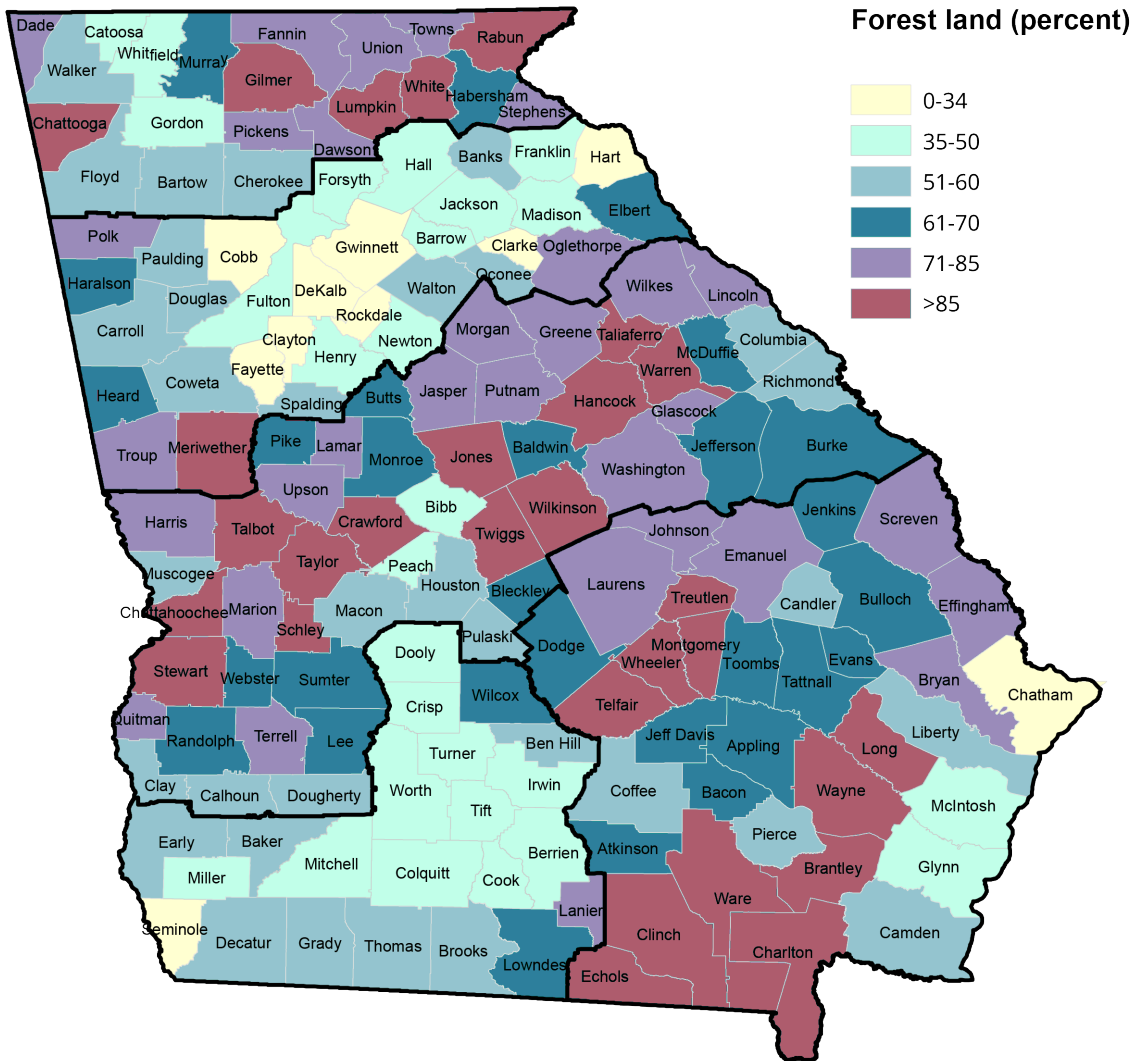 Forest land (percent)
0-34
35-50
51-60
61-70
71-85
>85
Dade
Catoosa
Fannin
Towns
Union
Rabun
Whitfield
Murray
Walker
Gilmer
White
Habersham
Lumpkin
Stephens
Chattooga
Gordon
Pickens
Dawson
Floyd
Bartow
Cherokee
Forsyth
Hall
Banks
Franklin
Hart
Jackson
Madison
Elbert
Polk
Paulding
Cobb
Gwinnett
Barrow
Clarke
Oglethorpe
Haralson
Douglas
Fulton
DeKalb
Walton
Oconee
Wilkes
Lincoln
Rockdale
Carroll
Clayton
Henry
Newton
Morgan
Greene
Taliaferro
McDuffie
Columbia
Fayette
Coweta
Warren
Richmond
Heard
Spalding
Butts
Jasper
Putnam
Hancock
Glascock
Troup
Meriwether
Pike
Lamar
Monroe
Jones
Baldwin
Washington
Jefferson
Burke
Upson
Bibb
Wilkinson
Jenkins
Screven
Harris
Talbot
Crawford
Twiggs
Johnson
Emanuel
Taylor
Peach
Houston
Laurens
Muscogee
Bleckley
Treutlen
Candler
Bulloch
Effingham
Chattahoochee
Marion
Macon
Schley
Pulaski
Dodge
Montgomery
Wheeler
Toombs
Evans
Tattnall
Bryan
Chatham
Stewart
Webster
Sumter
Dooly
Wilcox
Crisp
Telfair
Quitman
Randolph
Terrell
Lee
Turner
Ben Hill
Jeff Davis
Appling
Long
Liberty
Clay
Calhoun
Dougherty
Worth
Irwin
Tift
Coffee
Bacon
Wayne
McIntosh
Early
Baker
Mitchell
Miller
Colquitt
Cook
Berrien
Atkinson
Pierce
Brantley
Glynn
Seminole
Decatur
Grady
Thomas
Brooks
Lanier
Lowndes
Clinch
Ware
Echols
Charlton
Camden